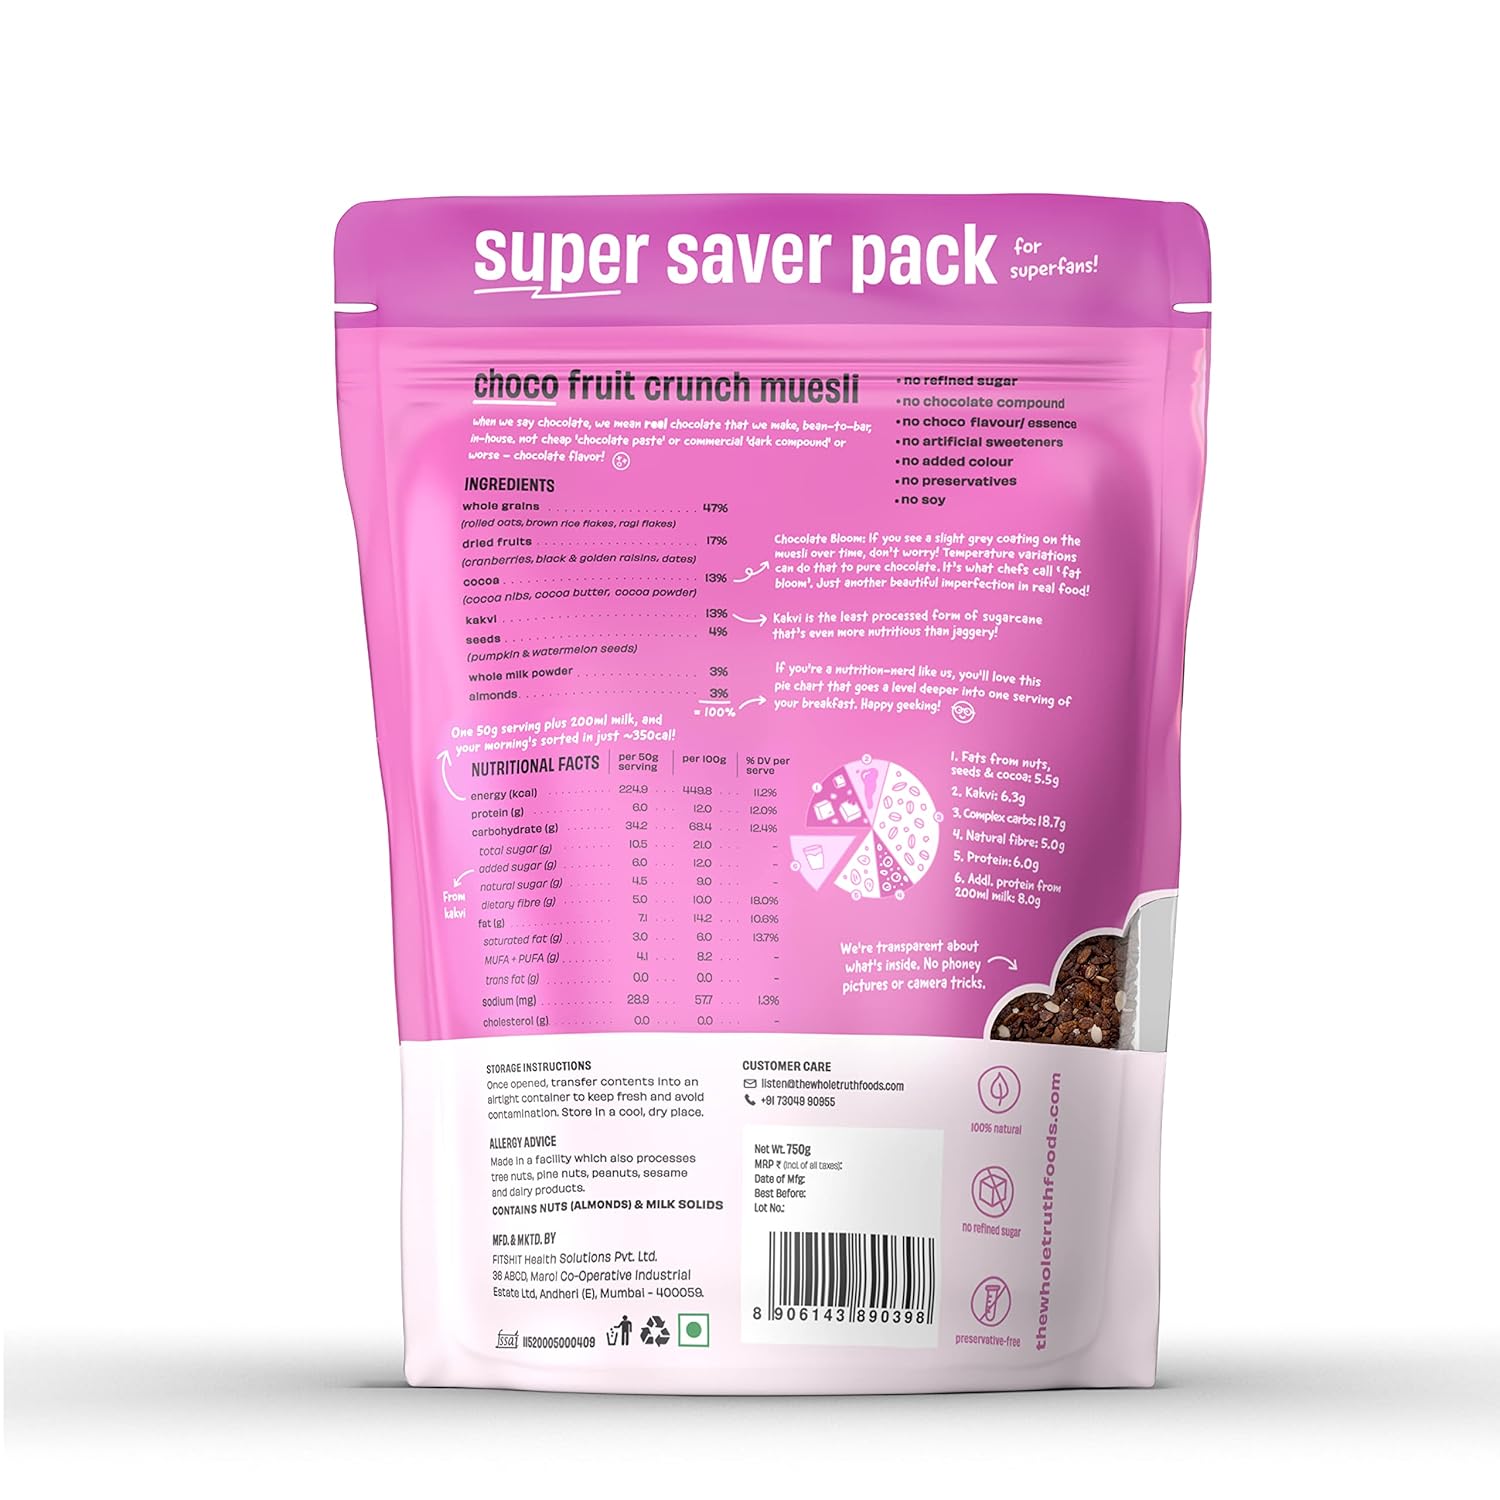 super saver pack
for
superfans!
choco fruit crunch muesli
when we say chocolate, we mean real chocolate that we make, bean-to-bar,
in-house. not cheap 'chocolate paste' or commercial 'dark compound' or
worse - chocolate flavor!
• no refined sugar
• no chocolate compound
• no choco flavour/ essence
• no artificial sweeteners
• no added colour
• no preservatives
• no soy
INGREDIENTS
whole grains 47%
(rolled oats, brown rice flakes, ragi flakes)
dried fruits 17%
(cranberries, black & golden raisins, dates)
cocoa 13%
(cocoa nibs, cocoa butter, cocoa powder)
kakvi 13%
seeds 4%
(pumpkin & watermelon seeds)
whole milk powder 3%
almonds 3%
= 100%
Chocolate Bloom: If you see a slight grey coating on the
muesli over time, don't worry! Temperature variations
can do that to pure chocolate. It's what chefs call 'fat
bloom'. Just another beautiful imperfection in real food!
Kakvi is the least processed form of sugarcane
that's even more nutritious than jaggery!
If you're a nutrition-nerd like us, you'll love this
pie chart that goes a level deeper into one serving of
your breakfast. Happy geeking!
One 50g serving plus 200ml milk, and
your morning's sorted in just ~350cal!
NUTRITIONAL FACTS per 50g serving per 100g % DV per serve
energy (kcal) 224.9 449.8 11.2%
protein (g) 6.0 12.0 12.0%
carbohydrate (g) 34.2 68.4 12.4%
total sugar (g) 10.5 21.0 -
added sugar (g) 6.0 12.0 -
natural sugar (g) 4.5 9.0 -
dietary fibre (g) 5.0 10.0 18.0%
fat (g) 7.1 14.2 10.6%
saturated fat (g) 3.0 6.0 13.7%
MUFA + PUFA (g) 4.1 8.2 -
trans fat (g) 0.0 0.0 -
sodium (mg) 28.9 57.7 1.3%
cholesterol (g) 0.0 0.0 -
From
kakvi
1. Fats from nuts,
seeds & cocoa: 5.5g
2. Kakvi: 6.3g
3. Complex carbs: 18.7g
4. Natural fibre: 5.0g
5. Protein: 6.0g
6. Addl. protein from
200ml milk: 8.0g
We're transparent about
what's inside. No phoney
pictures or camera tricks.
STORAGE INSTRUCTIONS
Once opened, transfer contents into an
airtight container to keep fresh and avoid
contamination. Store in a cool, dry place.
ALLERGY ADVICE
Made in a facility which also processes
tree nuts, pine nuts, peanuts, sesame
and dairy products.
CONTAINS NUTS (ALMONDS) & MILK SOLIDS
MFD. & MKTD. BY
FITSHIT Health Solutions Pvt. Ltd.
36 ABCD, Marol Co-Operative Industrial
Estate Ltd, Andheri (E), Mumbai - 400059.
fssai 11520005000409
CUSTOMER CARE
listen@thewholetruthfoods.com
+91 73049 90955
Net Wt. 750g
MRP ₹ (incl. of all taxes):
Date of Mfg:
Best Before:
Lot No.:
8 906143 890398
100% natural
no refined sugar
preservative-free
thewholetruthfoods.com